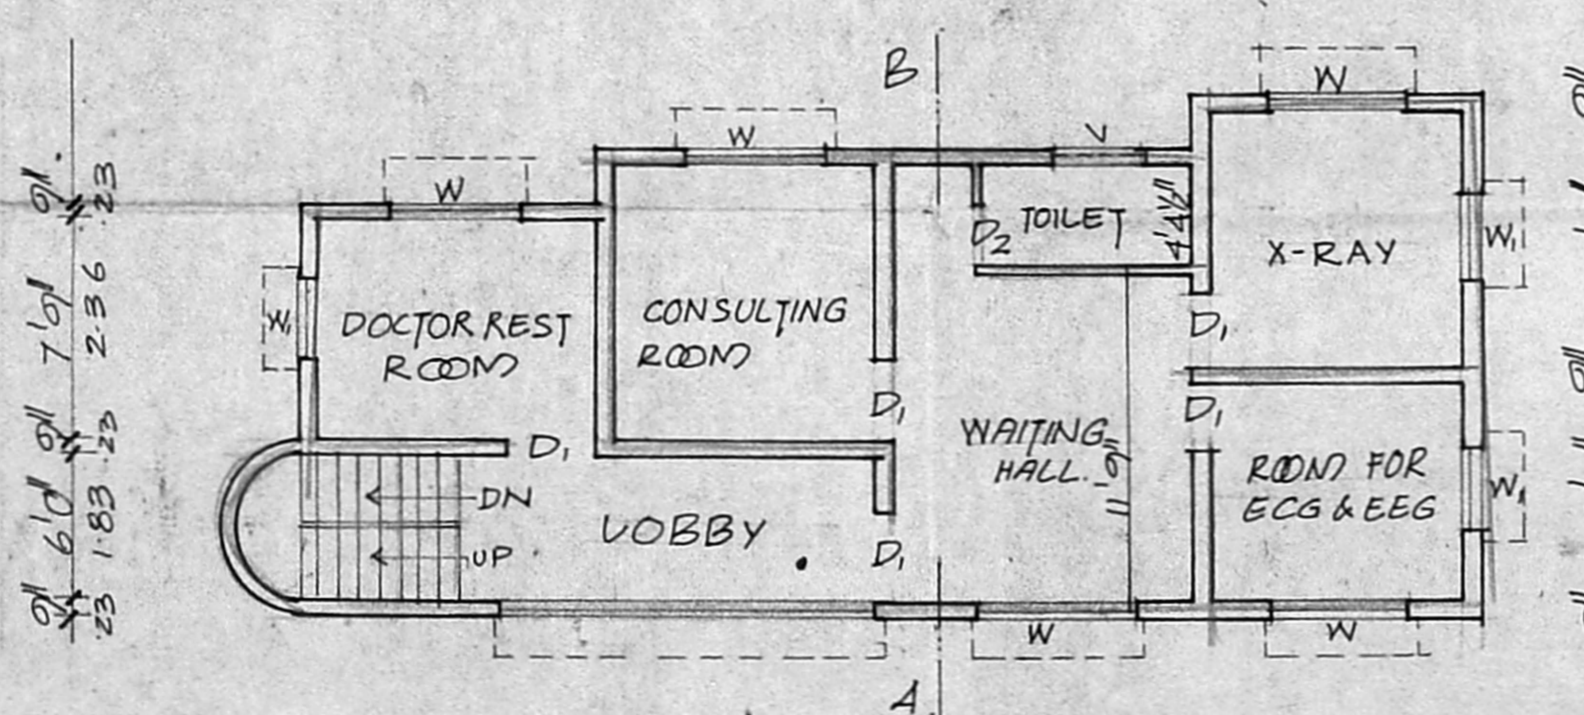 B
W
W
V
W
9".
.23
7'9"
2.36
9"
.23
6'0"
1.83
9"
.23
W1
DOCTOR REST
ROOM
CONSULTING
ROOM
D2
TOILET
4'4½"
X-RAY
W1
D1
D1
D1
WAITING
HALL.
11'9"
ROOM FOR
ECG & EEG
W1
D1
DN
UP
LOBBY
D1
W
W
A